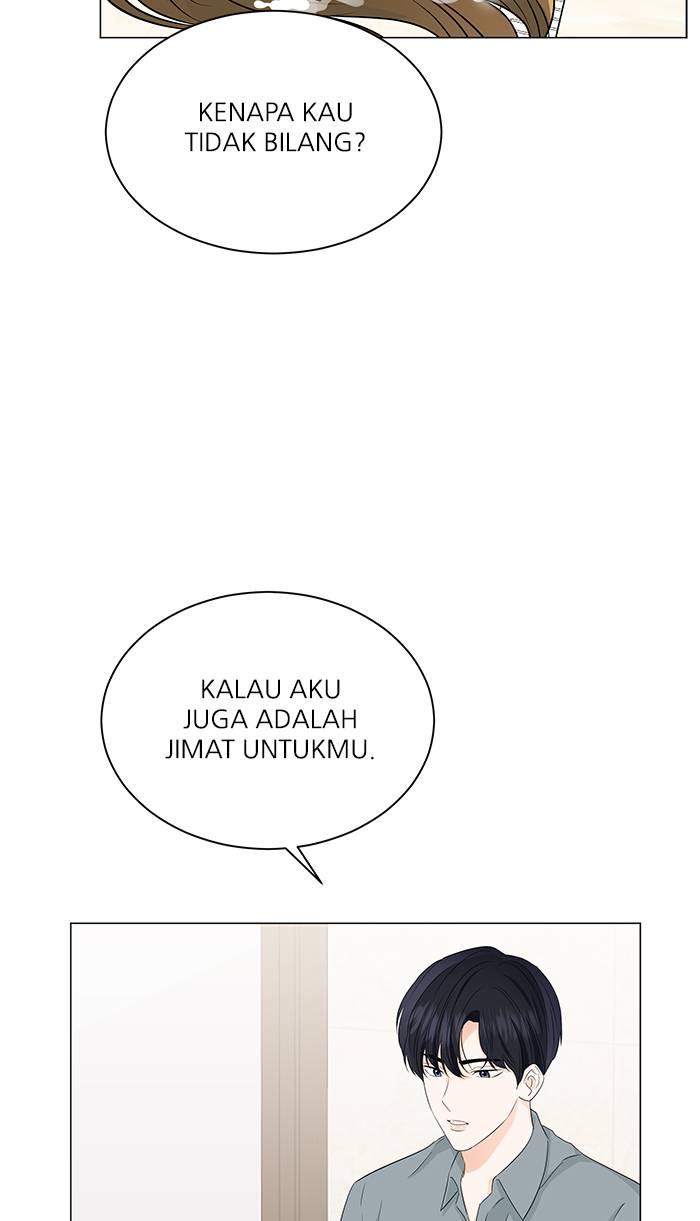 KENAPA KAU
TIDAK BILANG?
KALAU AKU
JUGA ADALAH
JIMAT UNTUKMU.